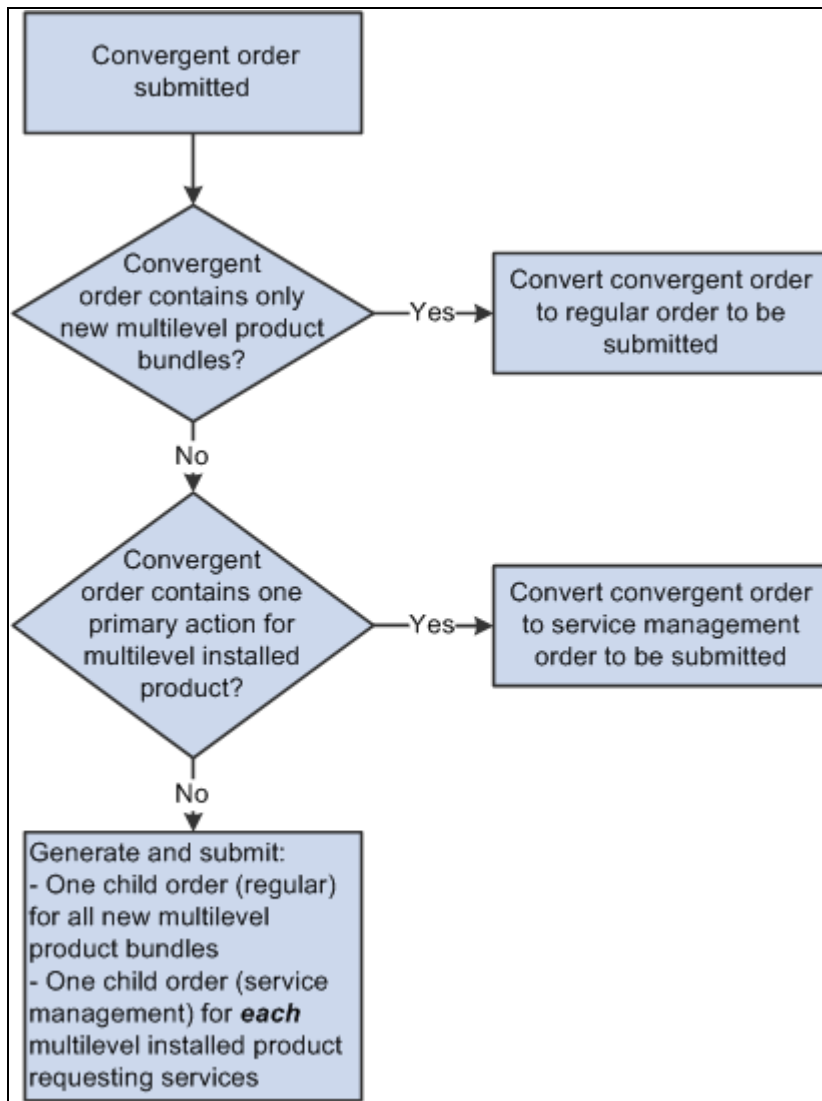 Convergent order
submitted
Convergent
order contains only
new multilevel product
bundles?
Yes
Convert convergent order
to regular order to be
submitted
No
Convergent
order contains one
primary action for
multilevel installed
product?
Yes
Convert convergent order
to service management
order to be submitted
No
Generate and submit:
- One child order (regular)
for all new multilevel
product bundles
- One child order (service
management) for each
multilevel installed product
requesting services